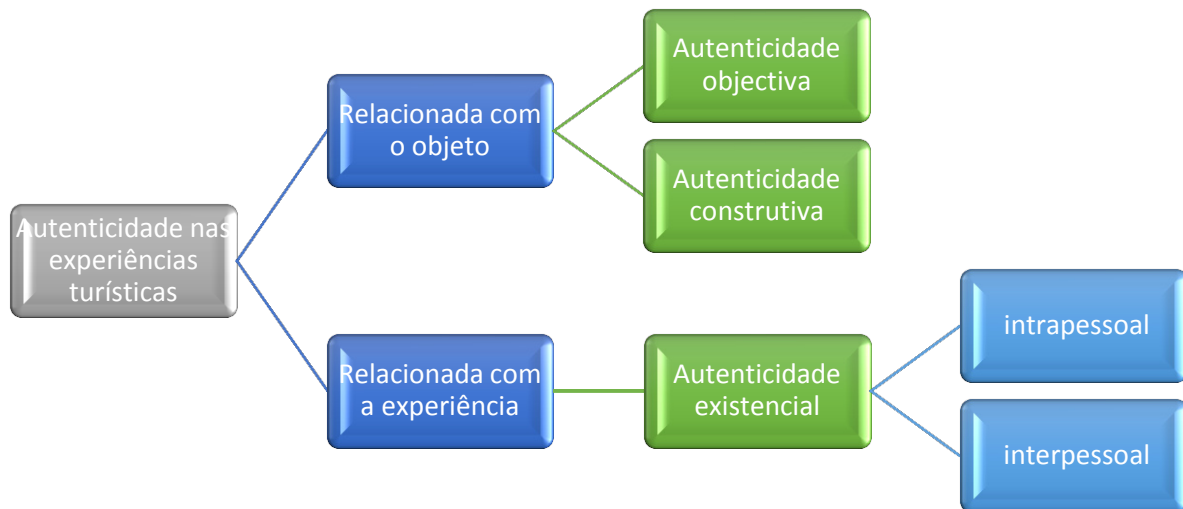 Autenticidade
objectiva
Relacionada com
o objeto
Autenticidade
construtiva
Autenticidade nas
experiências
turísticas
intrapessoal
Relacionada com
a experiência
Autenticidade
existencial
interpessoal